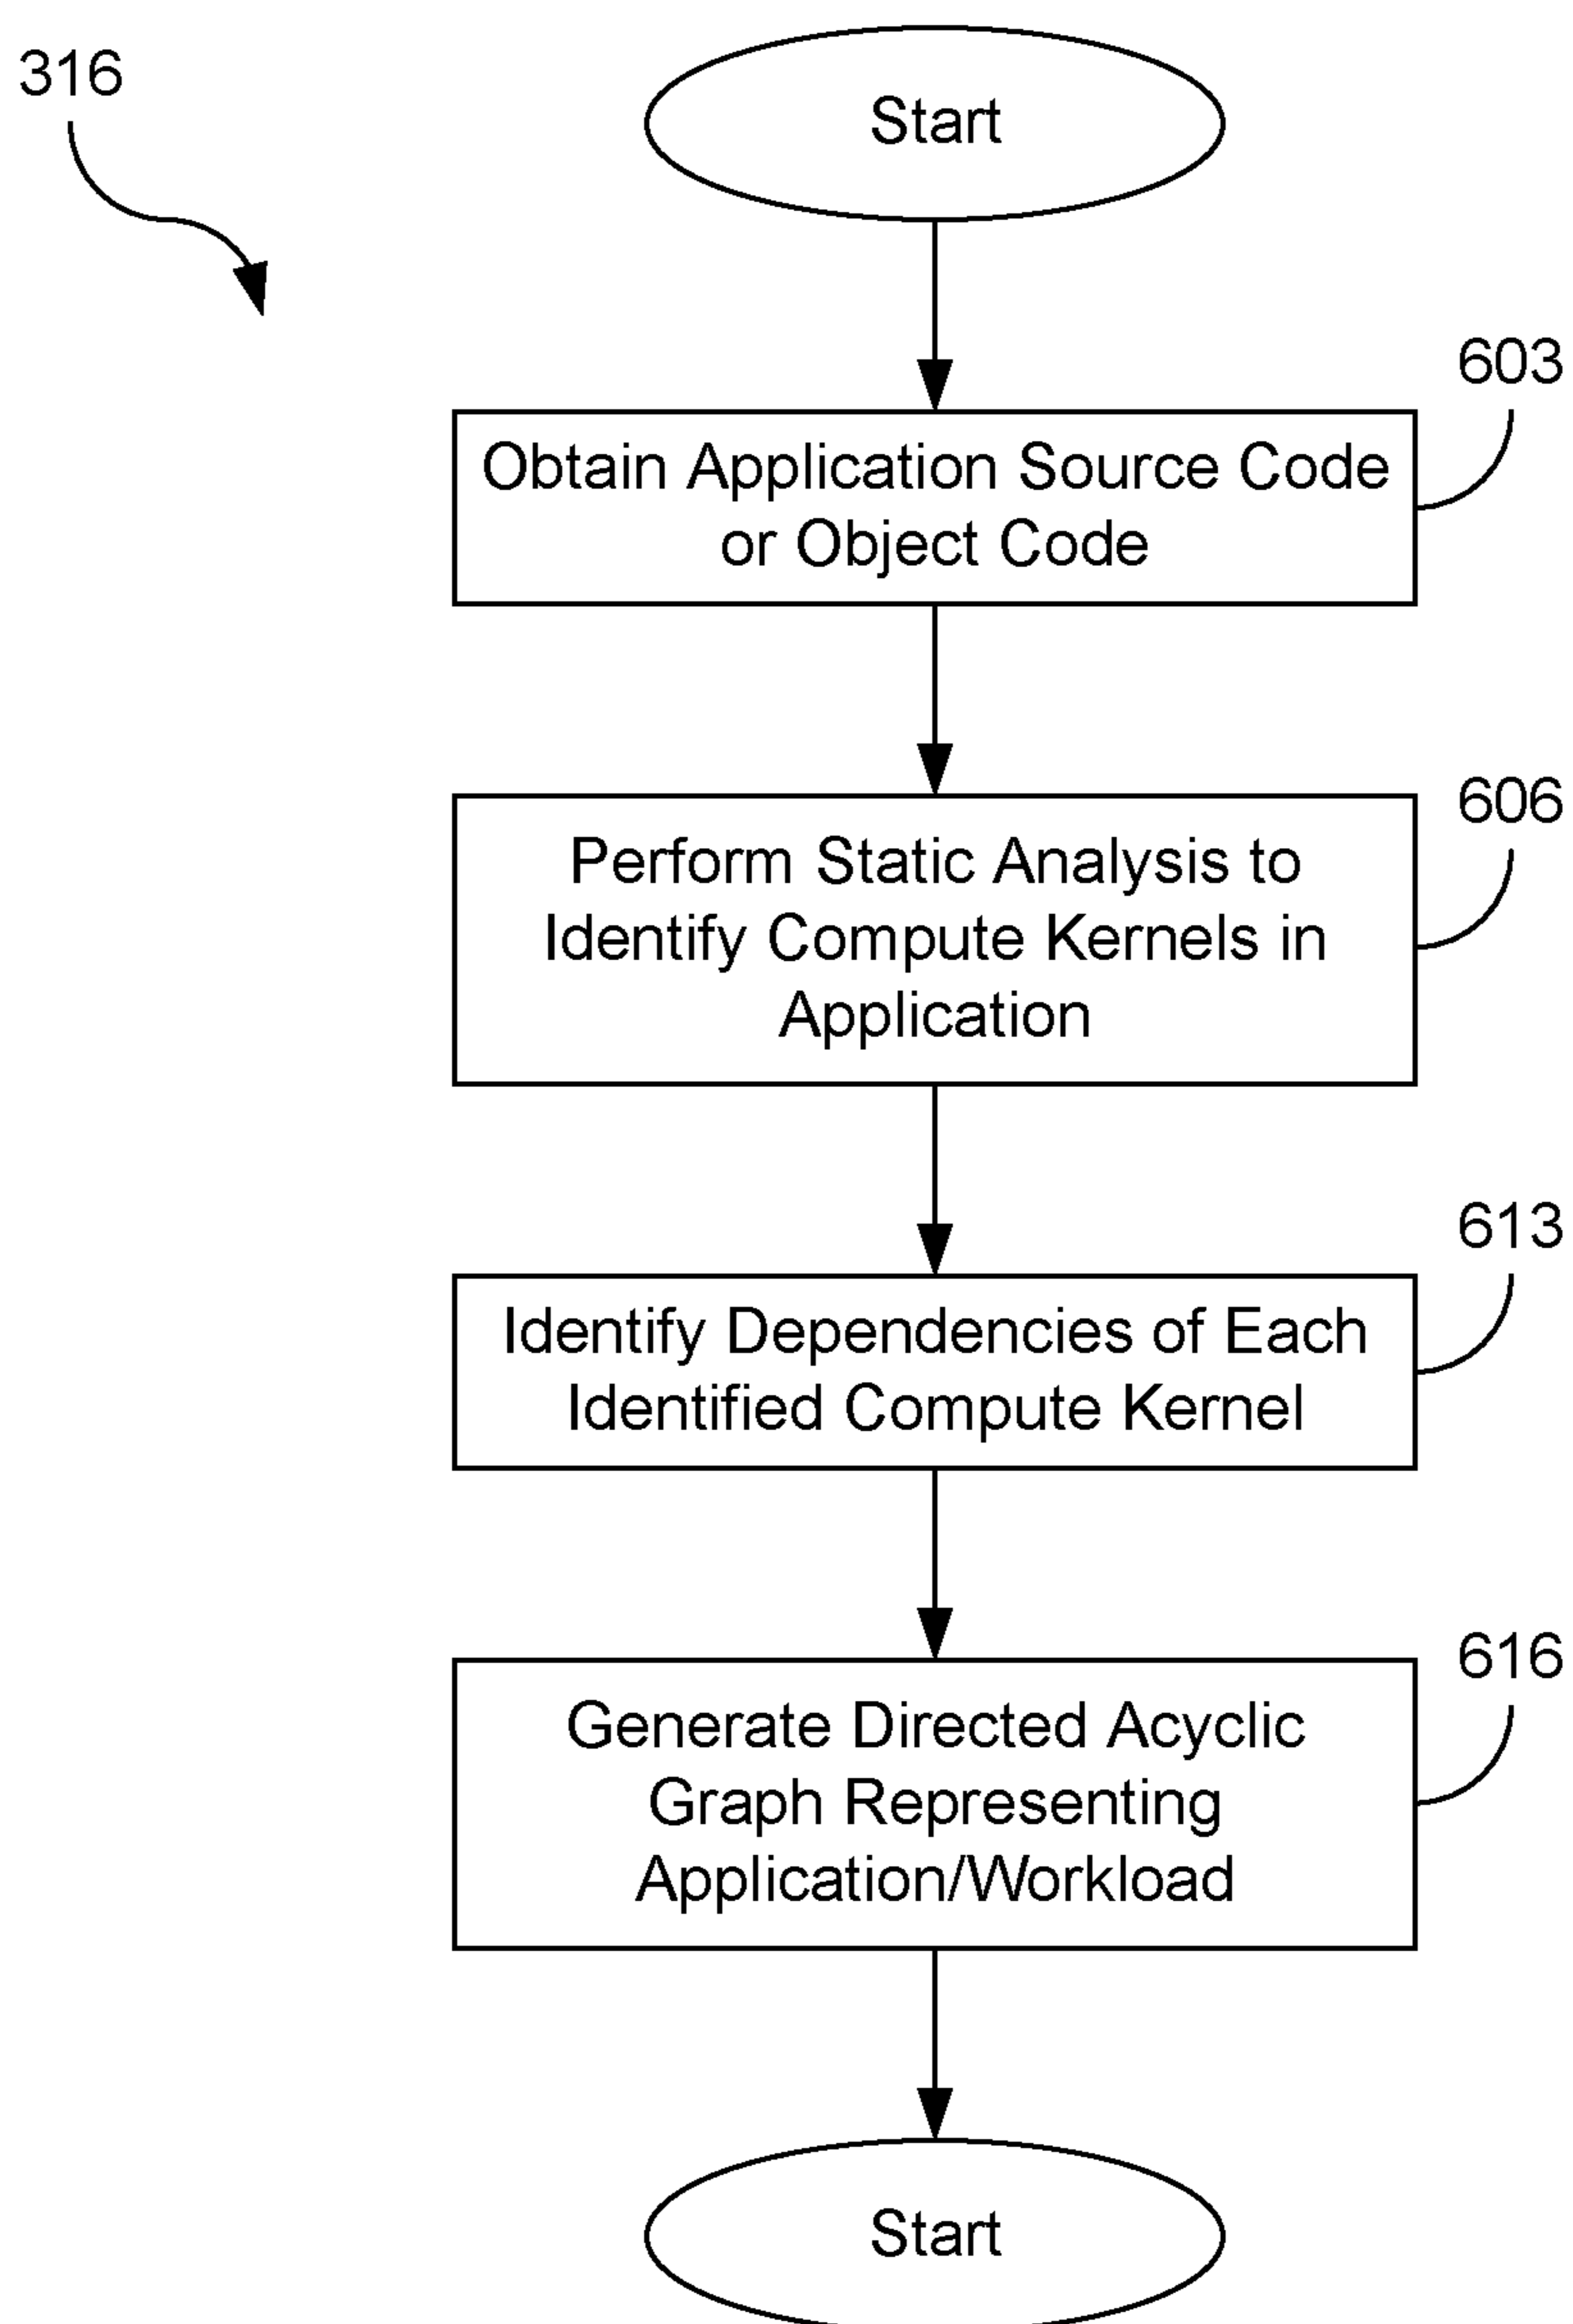 316
Start
603
Obtain Application Source Code
or Object Code
606
Perform Static Analysis to
Identify Compute Kernels in
Application
613
Identify Dependencies of Each
Identified Compute Kernel
616
Generate Directed Acyclic
Graph Representing
Application/Workload
Start